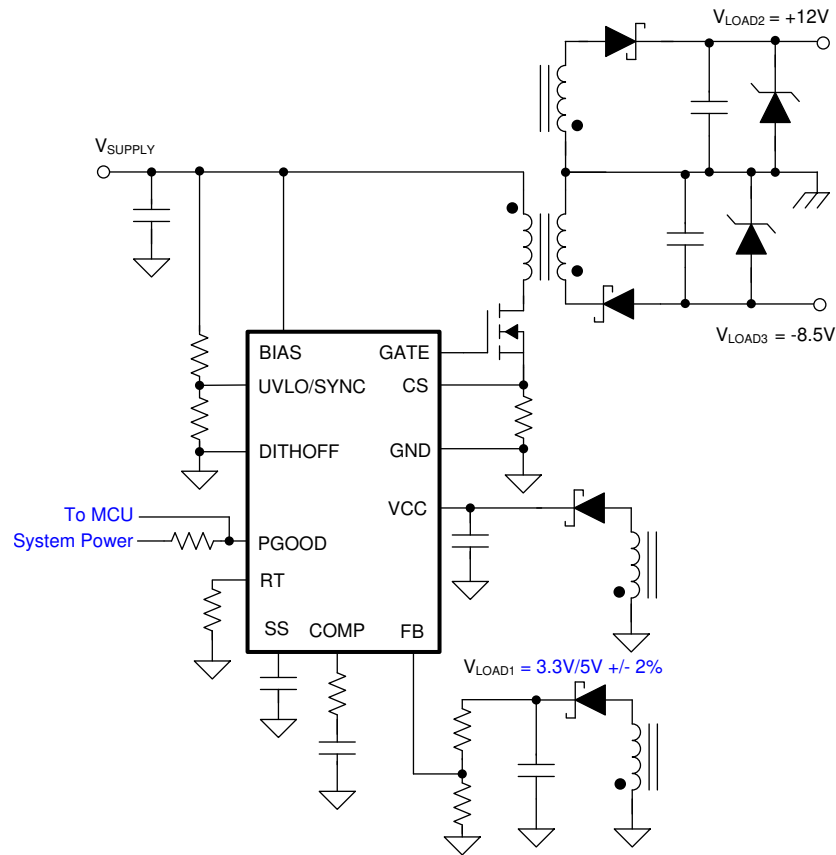 VLOAD2 = +12V
VSUPPLY
VLOAD3 = -8.5V
BIAS
GATE
UVLO/SYNC
CS
DITHOFF
GND
VCC
To MCU
System Power
PGOOD
RT
SS
COMP
FB
VLOAD1 = 3.3V/5V +/- 2%